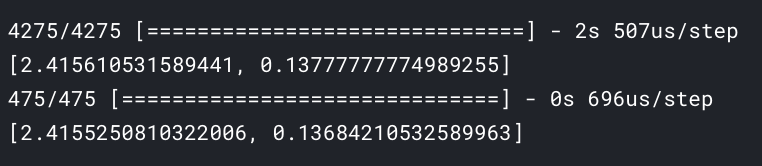 4275/4275 [==============================] - 2s 507us/step
[2.415610531589441, 0.13777777774989255]
475/475 [==============================] - 0s 696us/step
[2.4155250810322006, 0.13684210532589963]